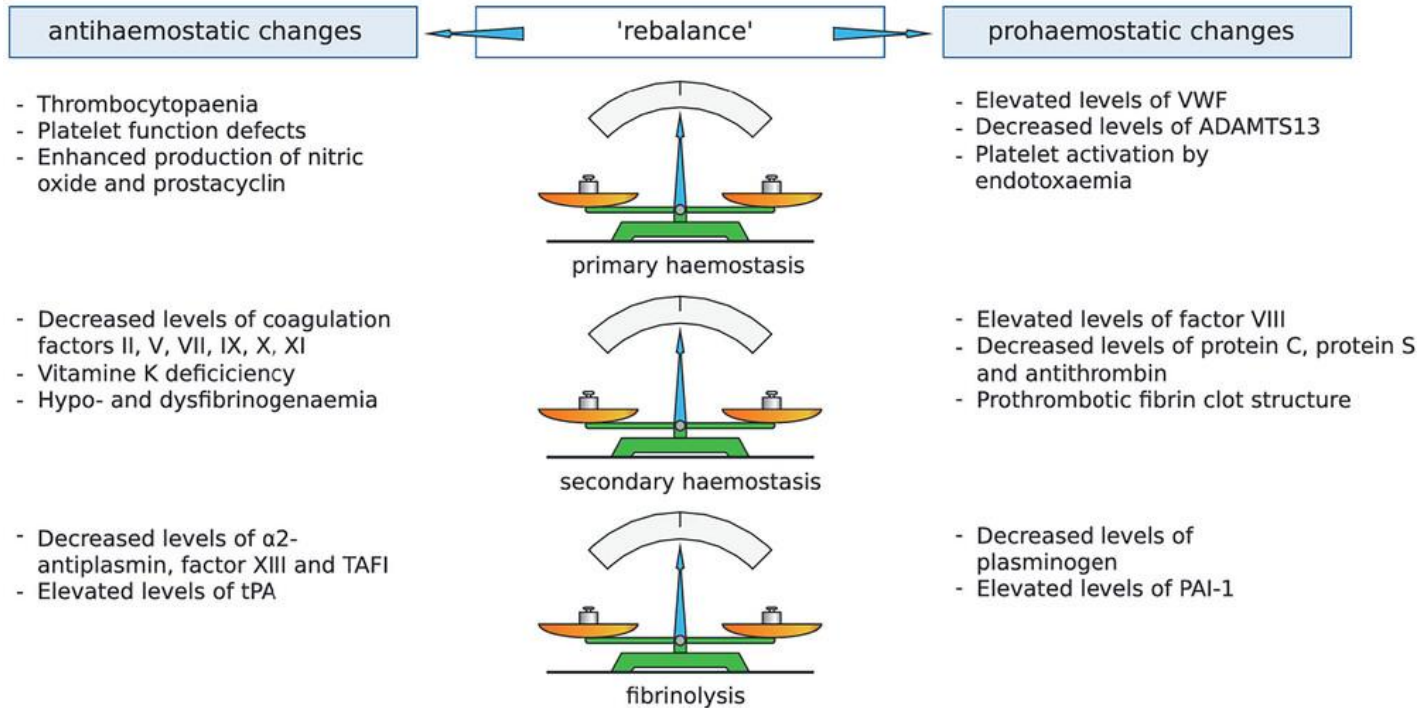 antihaemostatic changes
'rebalance'
prohaemostatic changes
- Thrombocytopaenia
- Platelet function defects
- Enhanced production of nitric
oxide and prostacyclin
- Elevated levels of VWF
- Decreased levels of ADAMTS13
- Platelet activation by
endotoxaemia
primary haemostasis
- Decreased levels of coagulation
factors II, V, VII, IX, X, XI
- Vitamine K deficiciency
- Hypo- and dysfibrinogenaemia
- Elevated levels of factor VIII
- Decreased levels of protein C, protein S
and antithrombin
- Prothrombotic fibrin clot structure
secondary haemostasis
- Decreased levels of α2-
antiplasmin, factor XIII and TAFI
- Elevated levels of tPA
- Decreased levels of
plasminogen
- Elevated levels of PAI-1
fibrinolysis